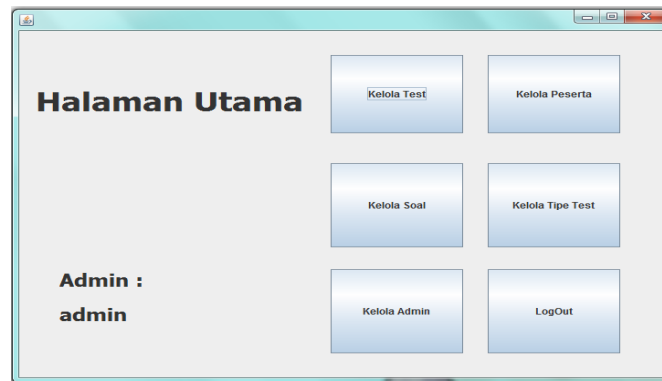 Halaman Utama
Kelola Test
Kelola Peserta
Kelola Soal
Kelola Tipe Test
Admin :
admin
Kelola Admin
LogOut